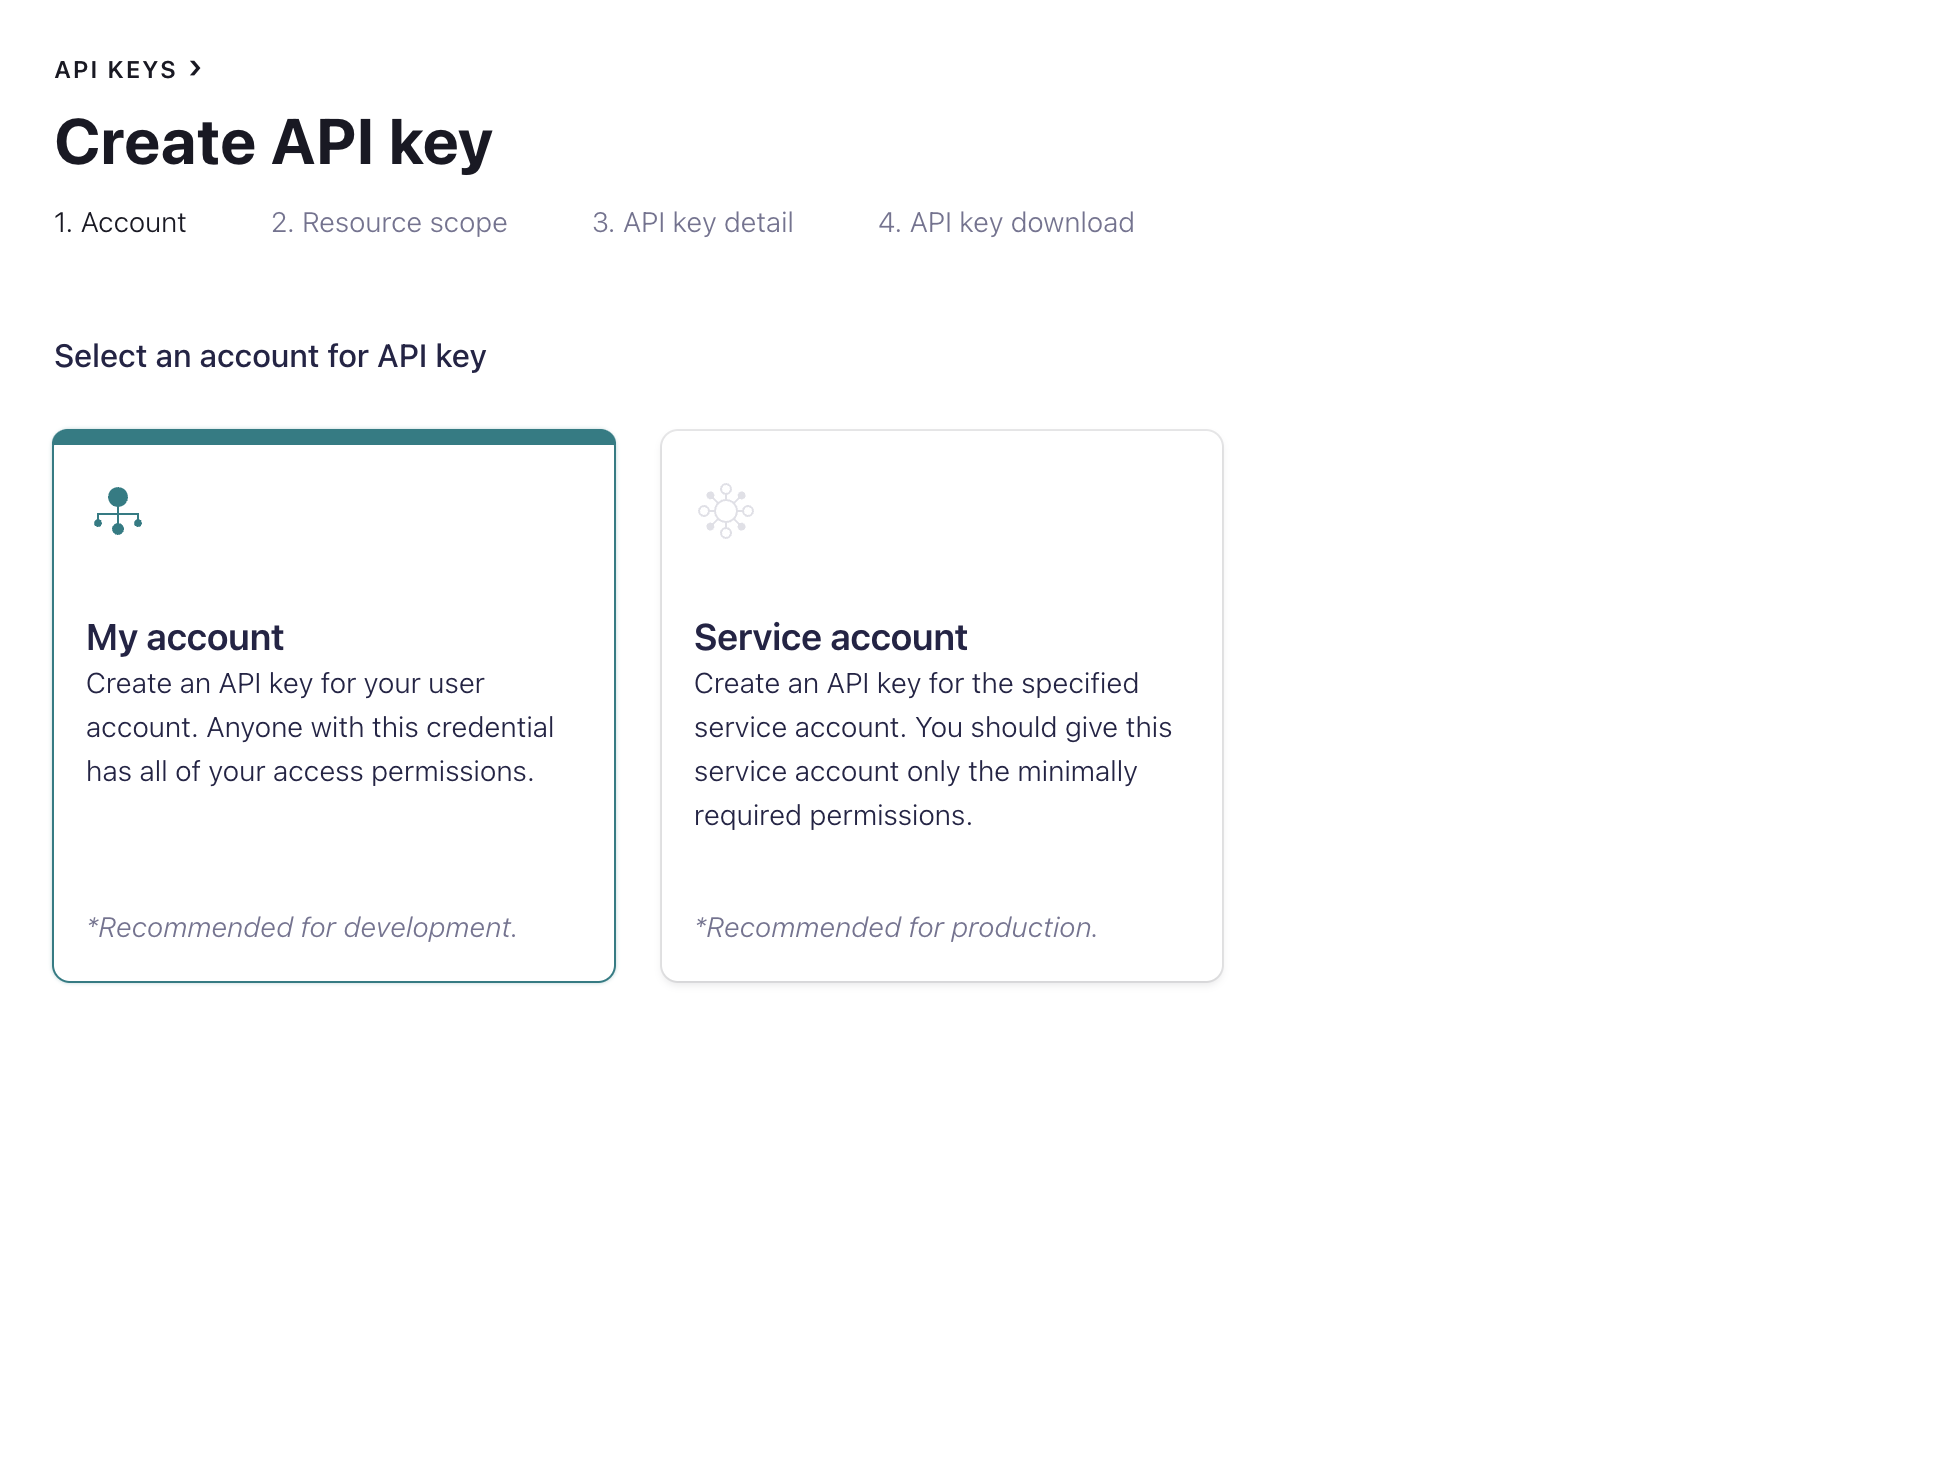 API KEYS ›
Create API key
1. Account 2. Resource scope 3. API key detail 4. API key download
Select an account for API key
My account
Create an API key for your user
account. Anyone with this credential
has all of your access permissions.
*Recommended for development.
Service account
Create an API key for the specified
service account. You should give this
service account only the minimally
required permissions.
*Recommended for production.